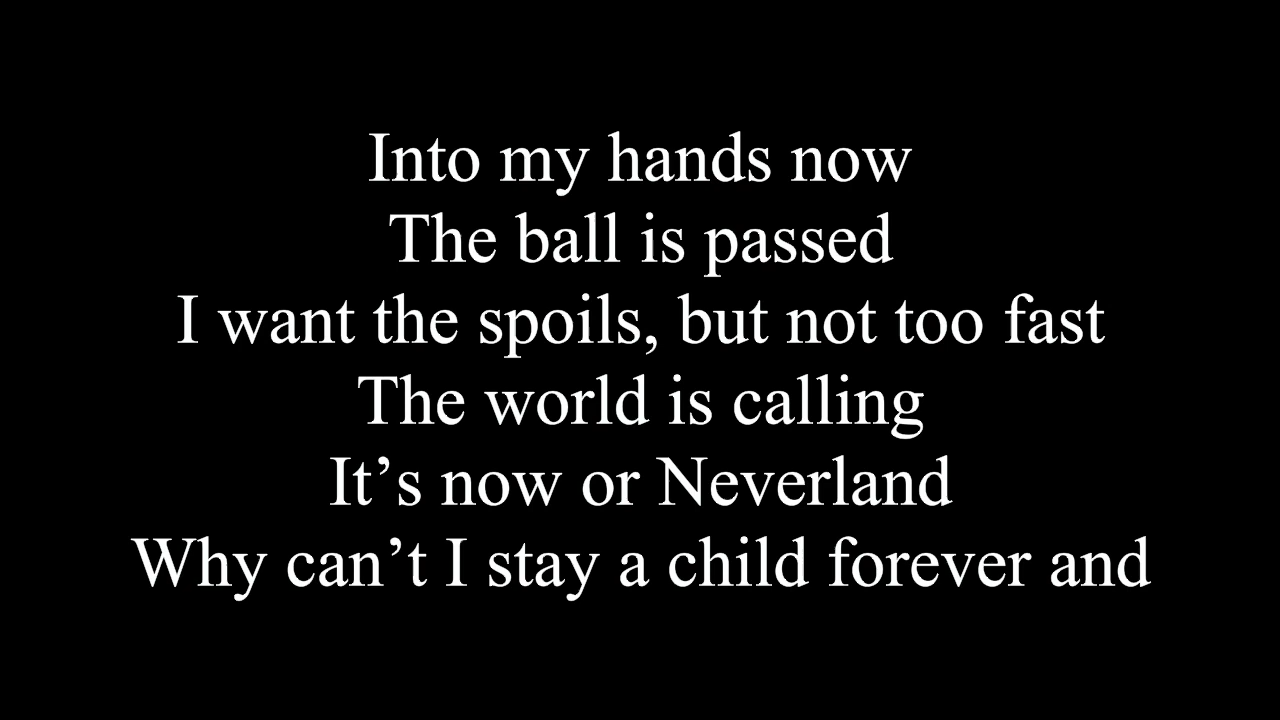 Into my hands now
The ball is passed
I want the spoils, but not too fast
The world is calling
It’s now or Neverland
Why can’t I stay a child forever and